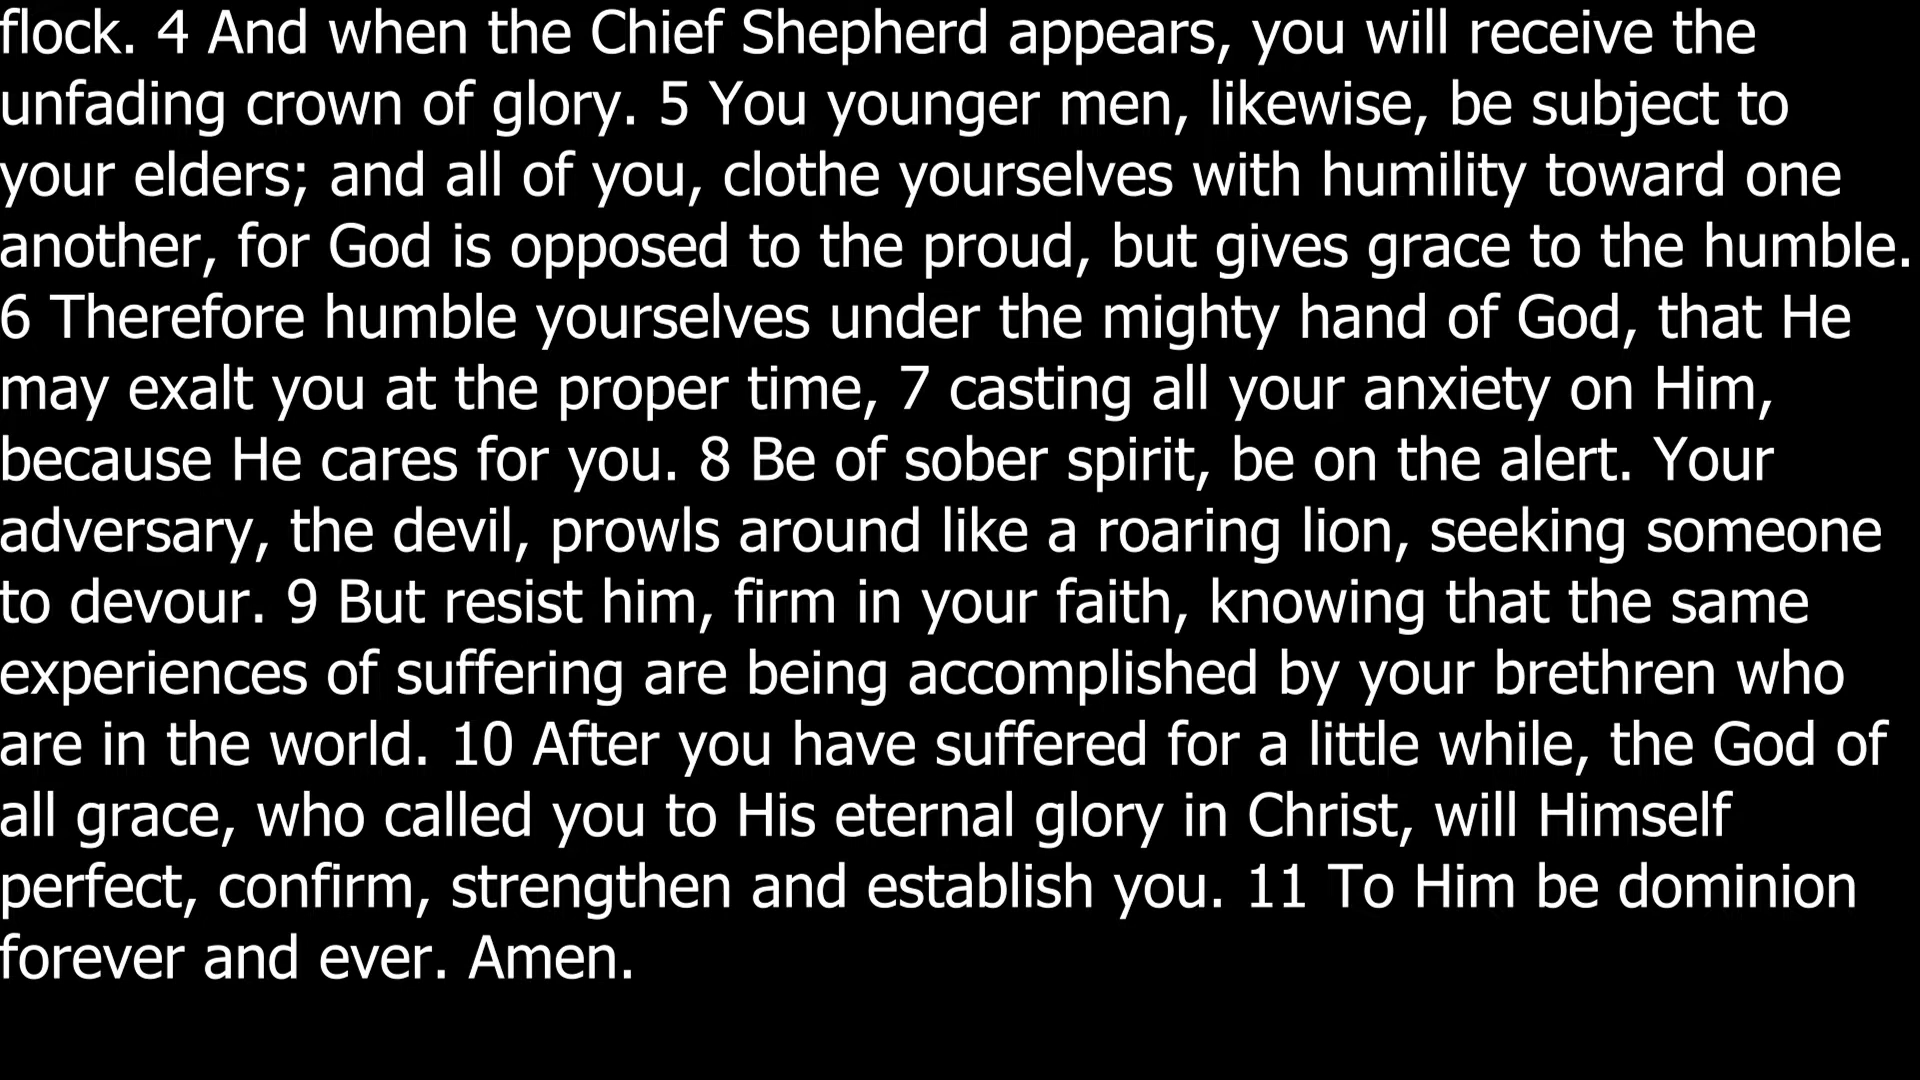 flock. 4 And when the Chief Shepherd appears, you will receive the
unfading crown of glory. 5 You younger men, likewise, be subject to
your elders; and all of you, clothe yourselves with humility toward one
another, for God is opposed to the proud, but gives grace to the humble.
6 Therefore humble yourselves under the mighty hand of God, that He
may exalt you at the proper time, 7 casting all your anxiety on Him,
because He cares for you. 8 Be of sober spirit, be on the alert. Your
adversary, the devil, prowls around like a roaring lion, seeking someone
to devour. 9 But resist him, firm in your faith, knowing that the same
experiences of suffering are being accomplished by your brethren who
are in the world. 10 After you have suffered for a little while, the God of
all grace, who called you to His eternal glory in Christ, will Himself
perfect, confirm, strengthen and establish you. 11 To Him be dominion
forever and ever. Amen.